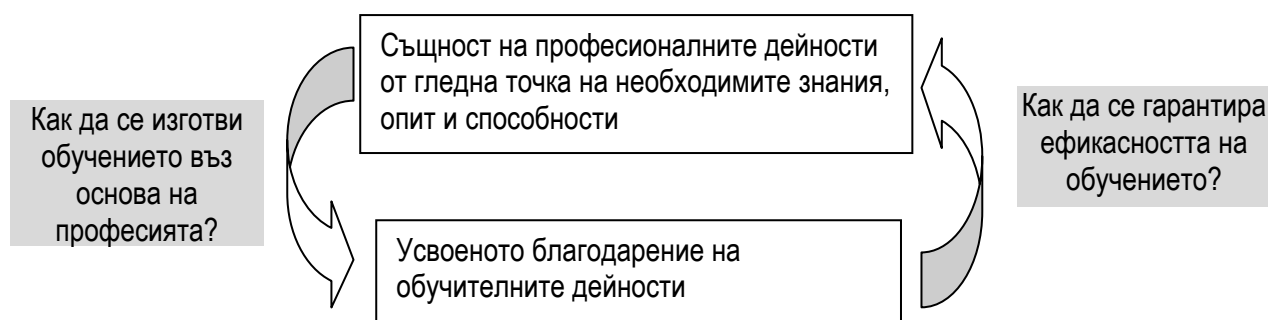 Същност на професионалните дейности
от гледна точка на необходимите знания,
опит и способности
Как да се изготви
обучението въз
основа на
професията?
Как да се гарантира
ефикасността на
обучението?
Усвоеното благодарение на
обучителните дейности